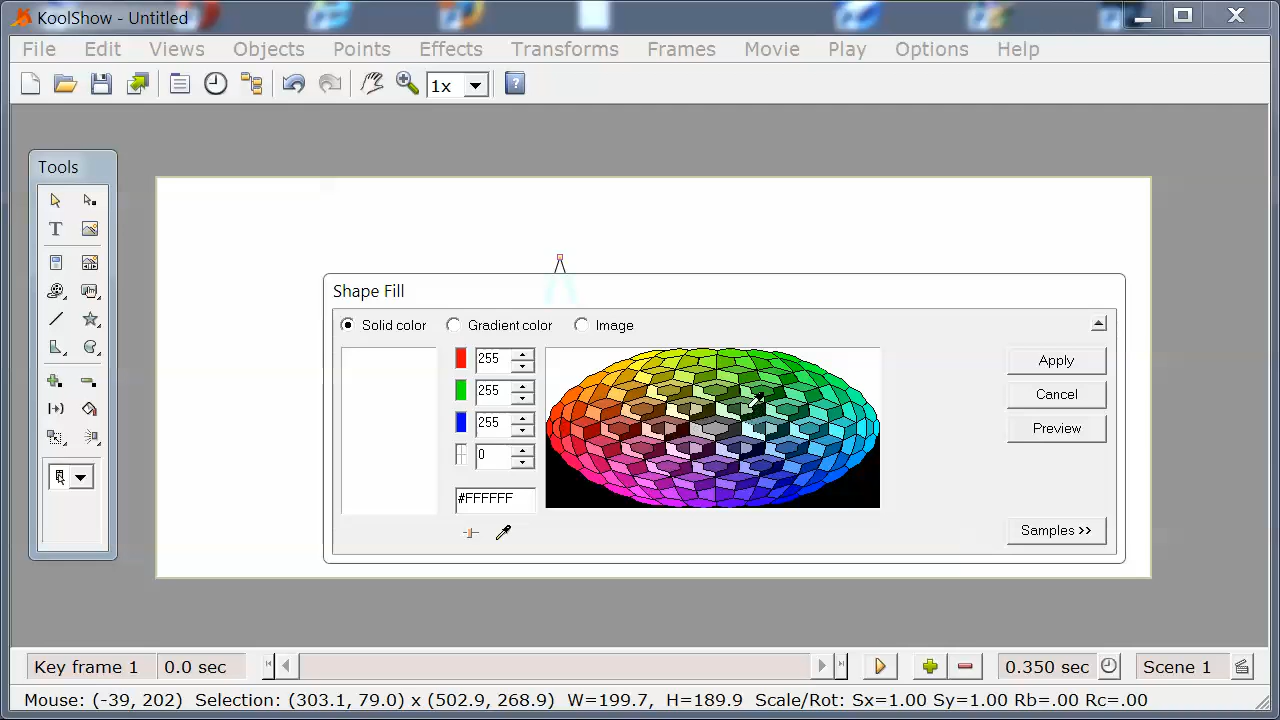 KoolShow - Untitled
File Edit Views Objects Points Effects Transforms Frames Movie Play Options Help
1x
Tools
T
Shape Fill
Solid color Gradient color Image
255
255
255
0
#FFFFFF
Apply
Cancel
Preview
Samples >>
Key frame 1 0.0 sec 0.350 sec Scene 1
Mouse: (-39, 202) Selection: (303.1, 79.0) x (502.9, 268.9) W=199.7, H=189.9 Scale/Rot: Sx=1.00 Sy=1.00 Rb=.00 Rc=.00